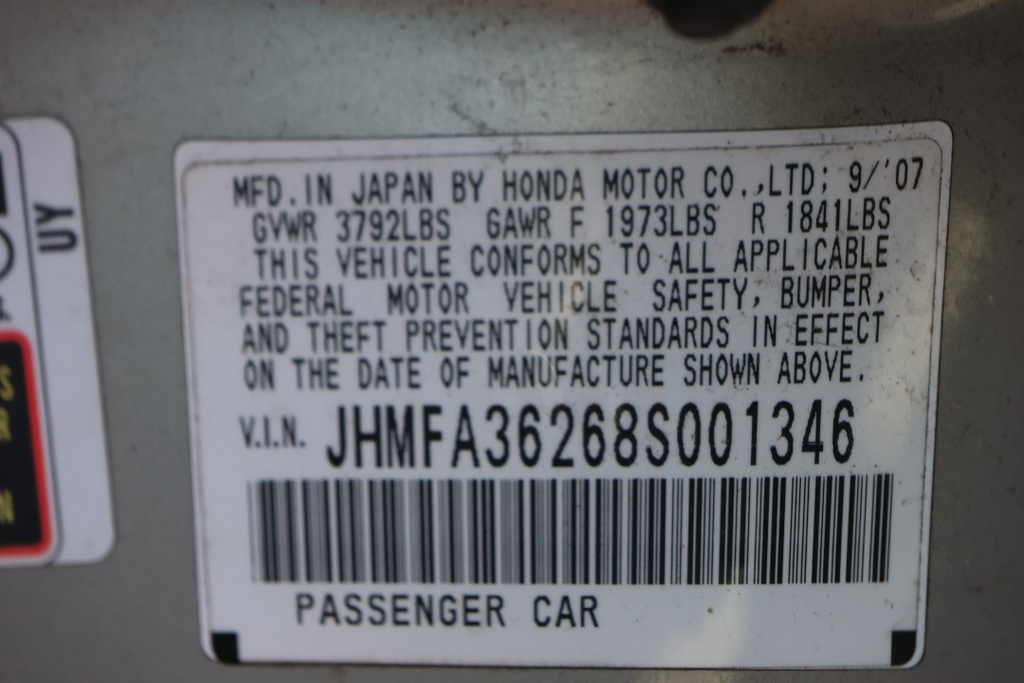 MFD. IN JAPAN BY HONDA MOTOR CO.,LTD; 9/'07
GVWR 3792LBS GAWR F 1973LBS R 1841LBS
THIS VEHICLE CONFORMS TO ALL APPLICABLE
FEDERAL MOTOR VEHICLE SAFETY, BUMPER,
AND THEFT PREVENTION STANDARDS IN EFFECT
ON THE DATE OF MANUFACTURE SHOWN ABOVE.
V.I.N. JHMFA36268S001346
PASSENGER CAR
UY